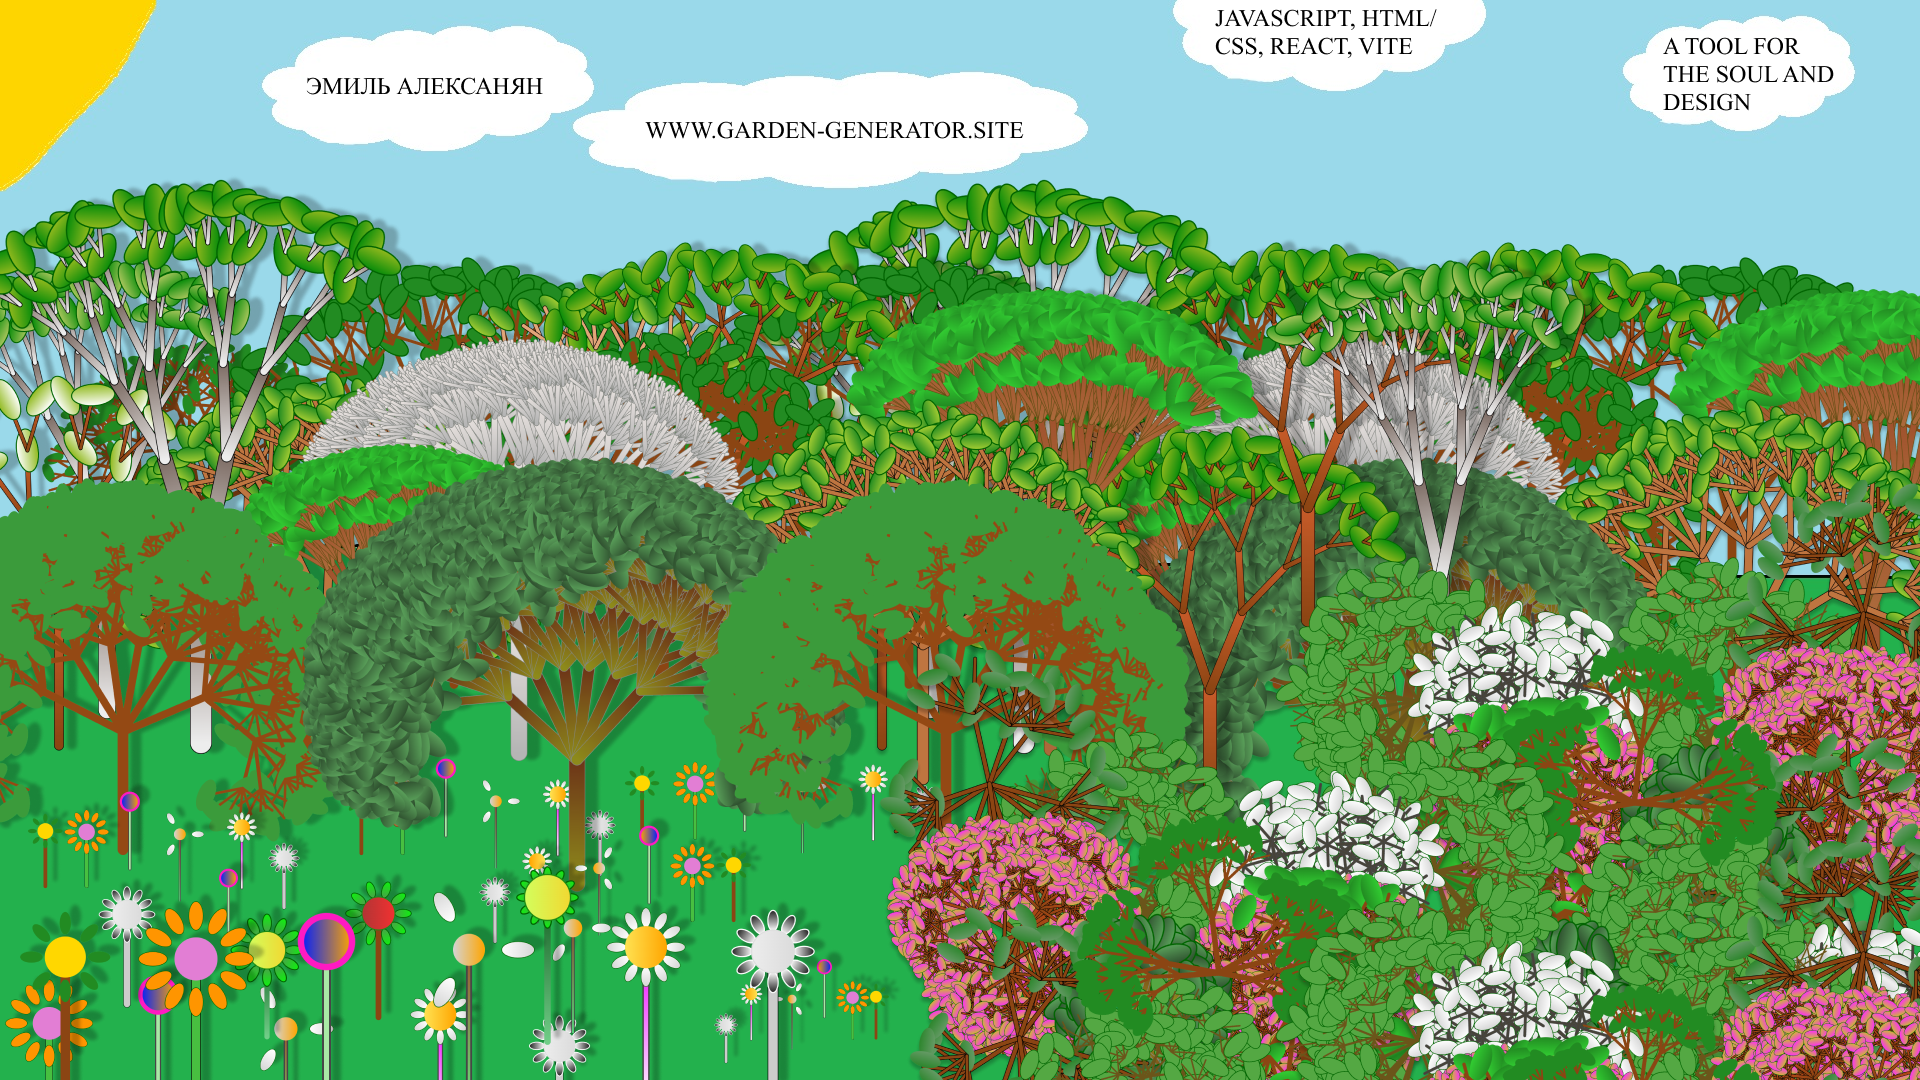 ЭМИЛЬ АЛЕКСАНЯН
WWW.GARDEN-GENERATOR.SITE
JAVASCRIPT, HTML/
CSS, REACT, VITE
A TOOL FOR
THE SOUL AND
DESIGN